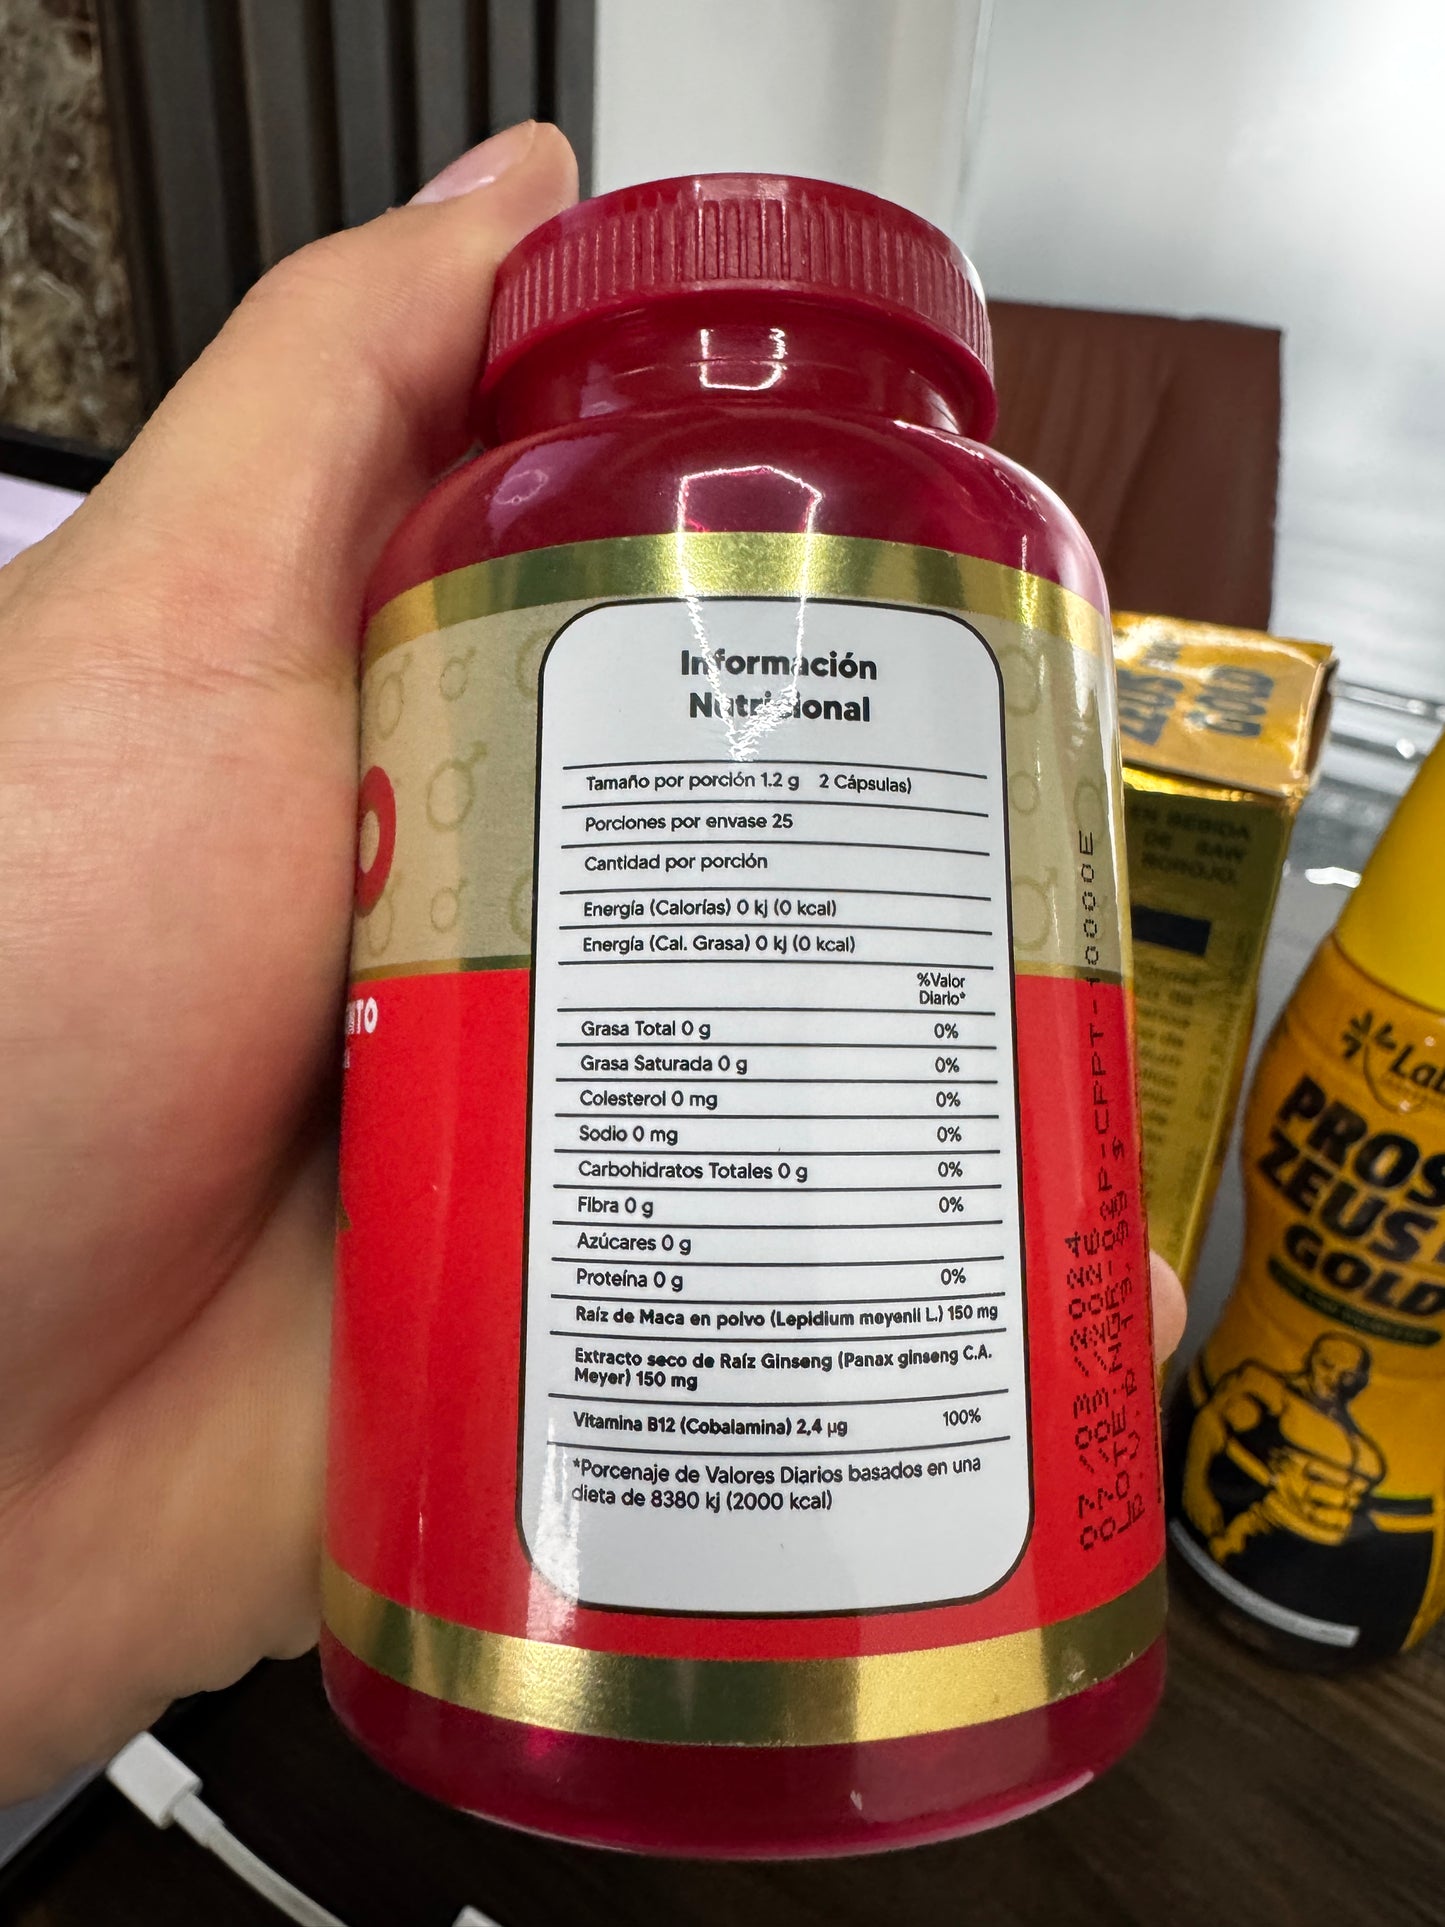 Información
Nutricional
Tamaño por porción 1.2 g 2 Cápsulas)
Porciones por envase 25
Cantidad por porción
Energía (Calorías) 0 kj (0 kcal)
Energía (Cal. Grasa) 0 kj (0 kcal)
%Valor
Diario*
Grasa Total 0 g 0%
Grasa Saturada 0 g 0%
Colesterol 0 mg 0%
Sodio 0 mg 0%
Carbohidratos Totales 0 g 0%
Fibra 0 g 0%
Azúcares 0 g
Proteína 0 g 0%
Raíz de Maca en polvo (Lepidium meyenii L.) 150 mg
Extracto seco de Raíz Ginseng (Panax ginseng C.A.
Meyer) 150 mg
Vitamina B12 (Cobalamina) 2,4 µg 100%
*Porcenaje de Valores Diarios basados en una
dieta de 8380 kj (2000 kcal)
ZEUS
GOLD
EN BEBIDA
DE
ZEUS
GOLD